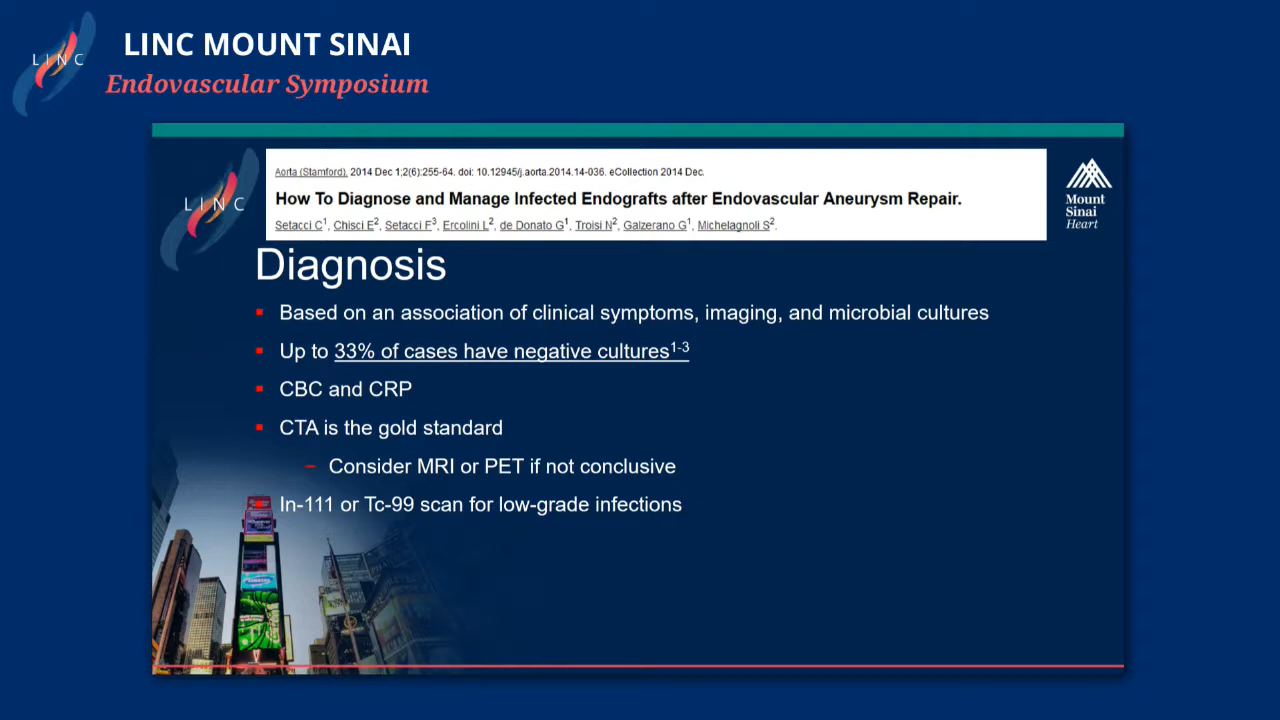 LINC
LINC MOUNT SINAI
Endovascular Symposium
LINC
Aorta (Stamford). 2014 Dec 1;2(6):255-64. doi: 10.12945/j.aorta.2014.14-036. eCollection 2014 Dec.
How To Diagnose and Manage Infected Endografts after Endovascular Aneurysm Repair.
Setacci C1, Chisci E2, Setacci F3, Ercolini L2, de Donato G1, Troisi N2, Galzerano G1, Michelagnoli S2.
Mount
Sinai
Heart
Diagnosis
▪ Based on an association of clinical symptoms, imaging, and microbial cultures
▪ Up to 33% of cases have negative cultures1-3
▪ CBC and CRP
▪ CTA is the gold standard
– Consider MRI or PET if not conclusive
▪ In-111 or Tc-99 scan for low-grade infections